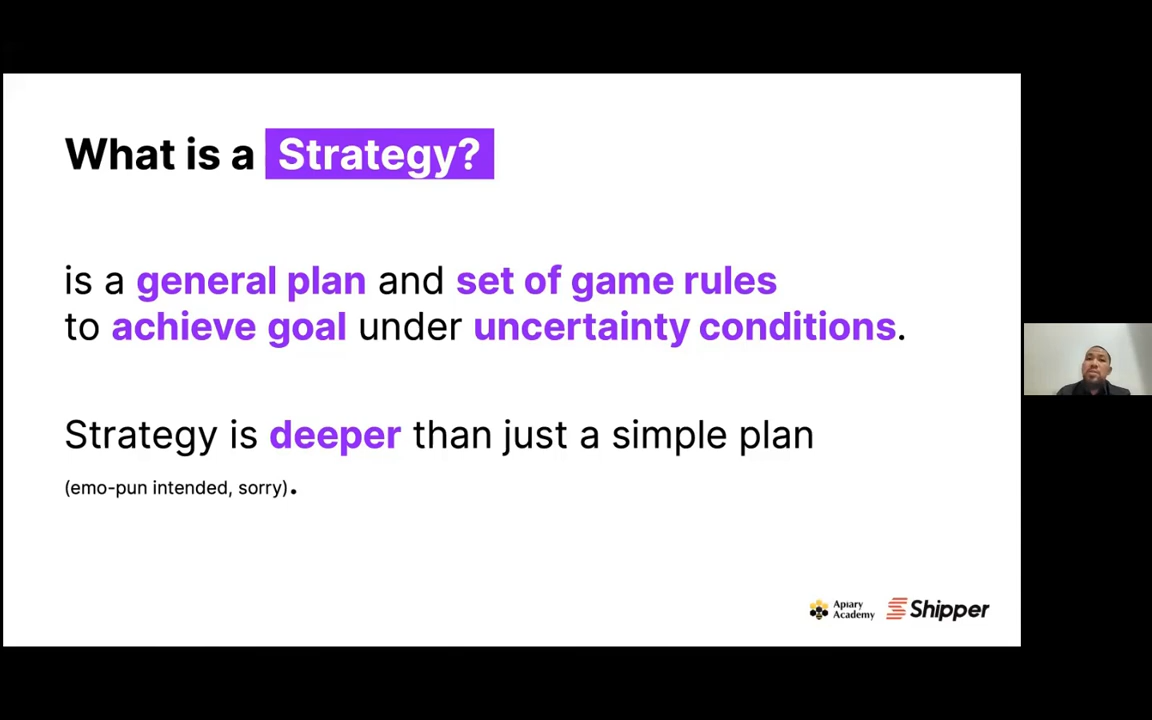 What is a Strategy?
is a general plan and set of game rules
to achieve goal under uncertainty conditions.
Strategy is deeper than just a simple plan
(emo-pun intended, sorry).
Apiary
Academy
Shipper